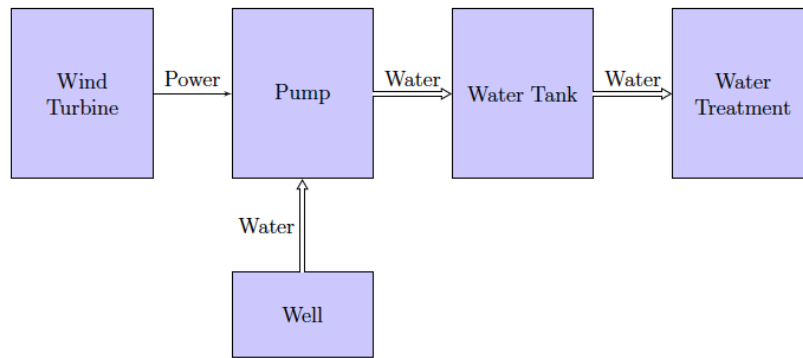 Wind
Turbine
Power
Pump
Water
Water Tank
Water
Water
Treatment
Water
Well